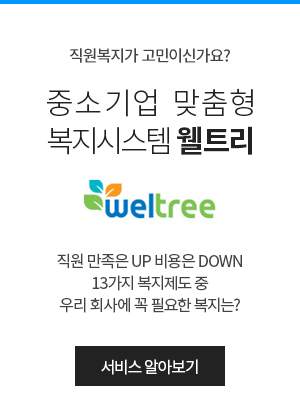 직원복지가 고민이신가요?
중소기업 맞춤형
복지시스템 웰트리
weltree
직원 만족은 UP 비용은 DOWN
13가지 복지제도 중
우리 회사에 꼭 필요한 복지는?
서비스 알아보기